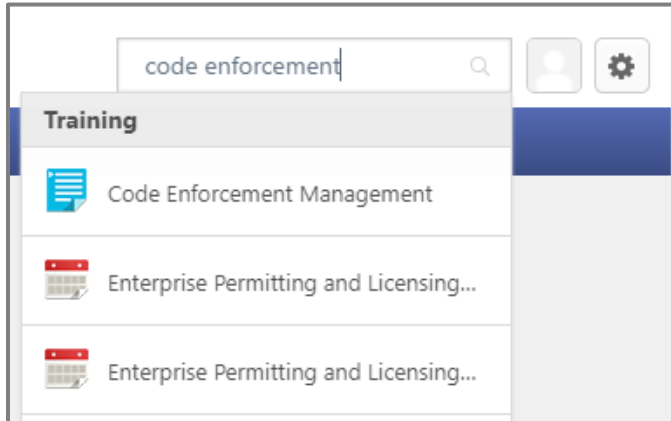 code enforcement
Training
Code Enforcement Management
Enterprise Permitting and Licensing...
Enterprise Permitting and Licensing...